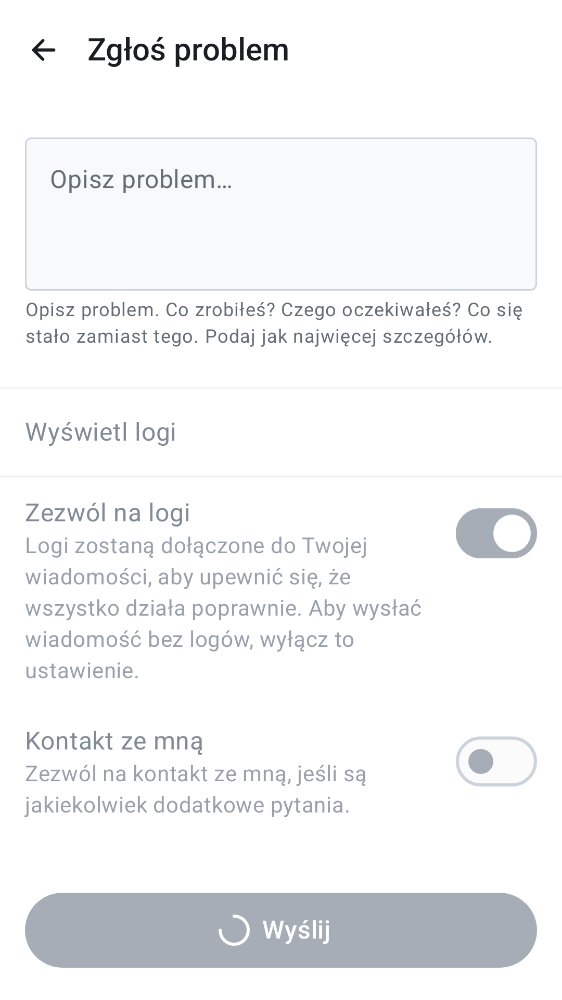 Zgłoś problem
Opisz problem…
Opisz problem. Co zrobiłeś? Czego oczekiwałeś? Co się
stało zamiast tego. Podaj jak najwięcej szczegółów.
Wyświetl logi
Zezwól na logi
Logi zostaną dołączone do Twojej
wiadomości, aby upewnić się, że
wszystko działa poprawnie. Aby wysłać
wiadomość bez logów, wyłącz to
ustawienie.
Kontakt ze mną
Zezwól na kontakt ze mną, jeśli są
jakiekolwiek dodatkowe pytania.
Wyślij